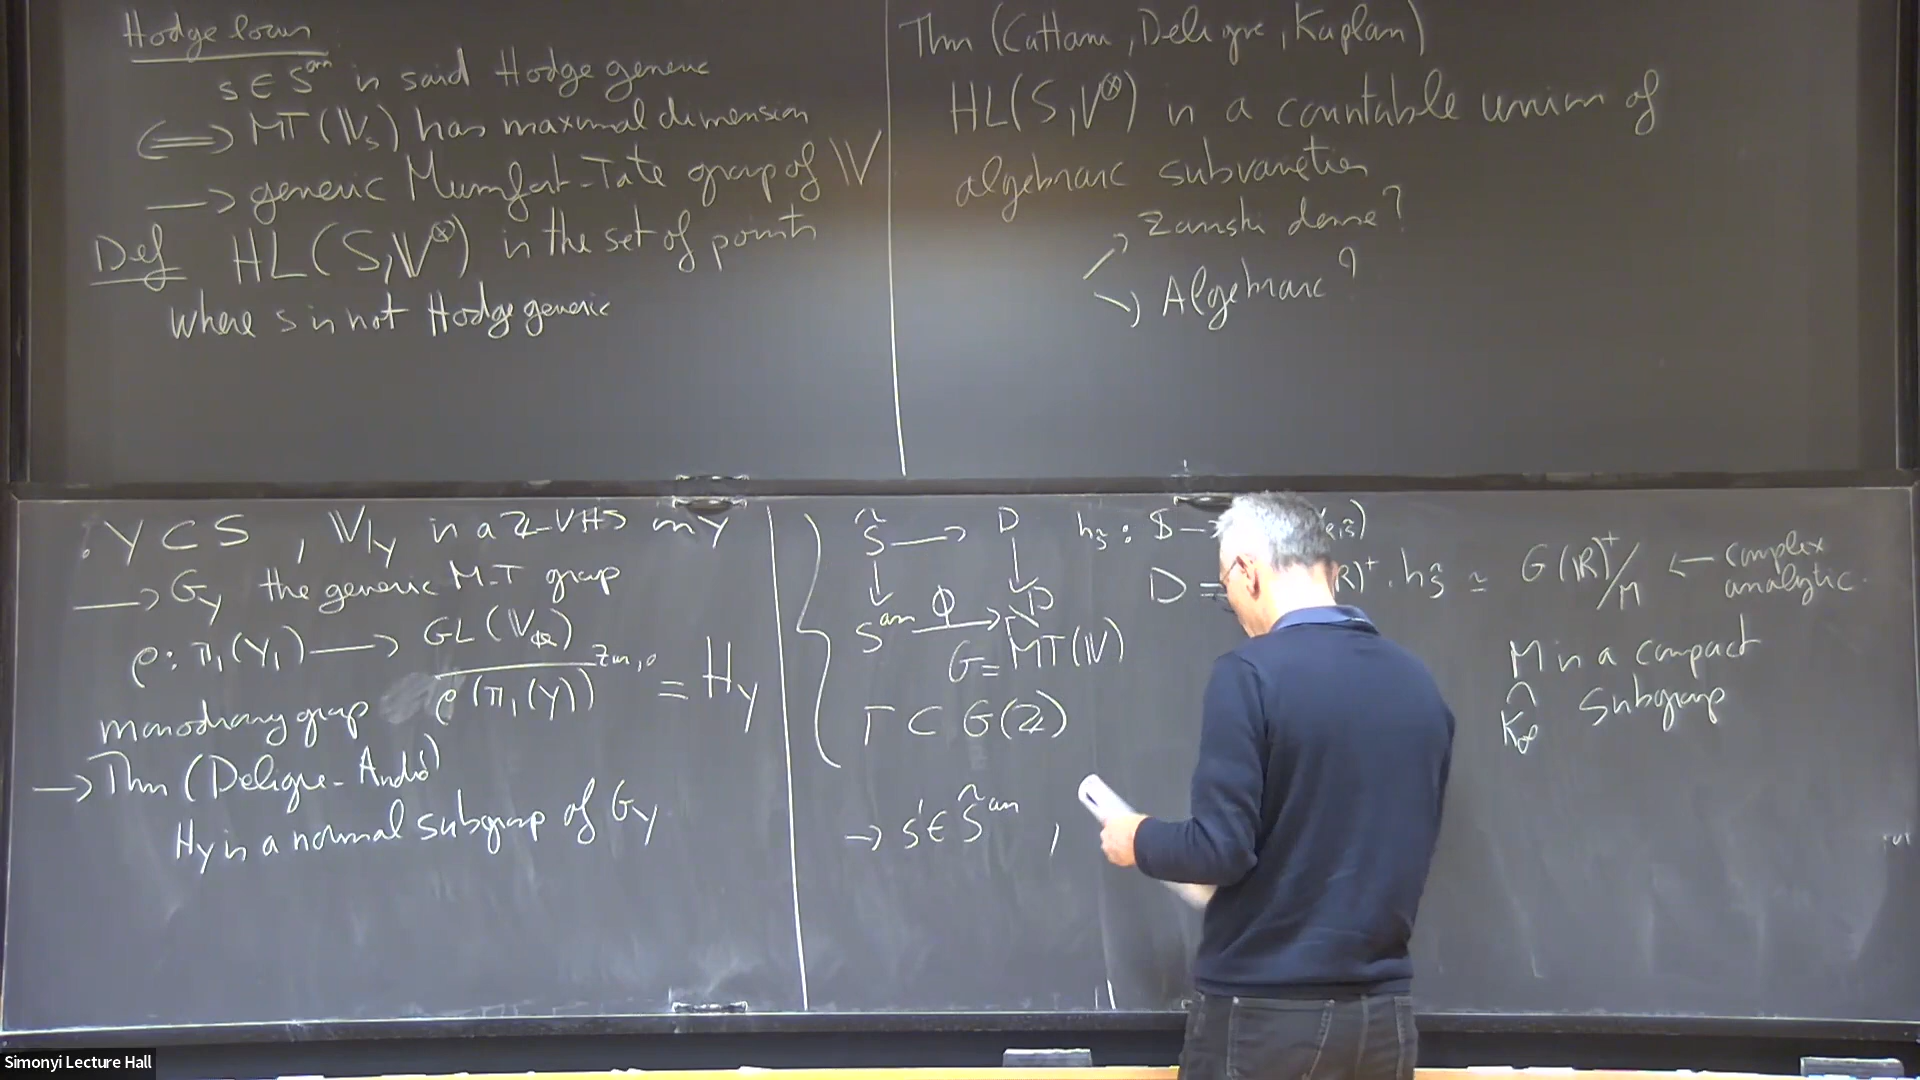 Hodge locus
s ∈ S^an is said Hodge generic
⟺ MT(𝕍_s) has maximal dimension
→ generic Mumford-Tate group of 𝕍
Def HL(S, 𝕍^⊗) is the set of points
where s is not Hodge generic
Thm (Cattani, Deligne, Kaplan)
HL(S, V^⊗) is a countable union of
algebraic subvarieties
→ Zariski dense?
→ Algebraic?
. Y ⊂ S , 𝕍|_Y is a ℤ-VHS on Y
→ G_Y the generic M-T group
ρ: π₁(Y,) → GL(𝕍_ℚ)
monodromy group ρ(π₁(Y))^{Zar,0} = H_Y
→ Thm (Deligne-André)
H_Y is a normal subgroup of G_Y
S̃ → D
↓ ↓
S^an Φ→ Γ\D
G = MT(𝕍)
Γ ⊂ G(ℤ)
→ s' ∈ S̃^an ,
h_s̃ : 𝕊 →
D = R)^+ . h_s̃ ≃ G(ℝ)^+/M ← complex
analytic.
M is a compact
∩ subgroup
K_∞
Simonyi Lecture Hall